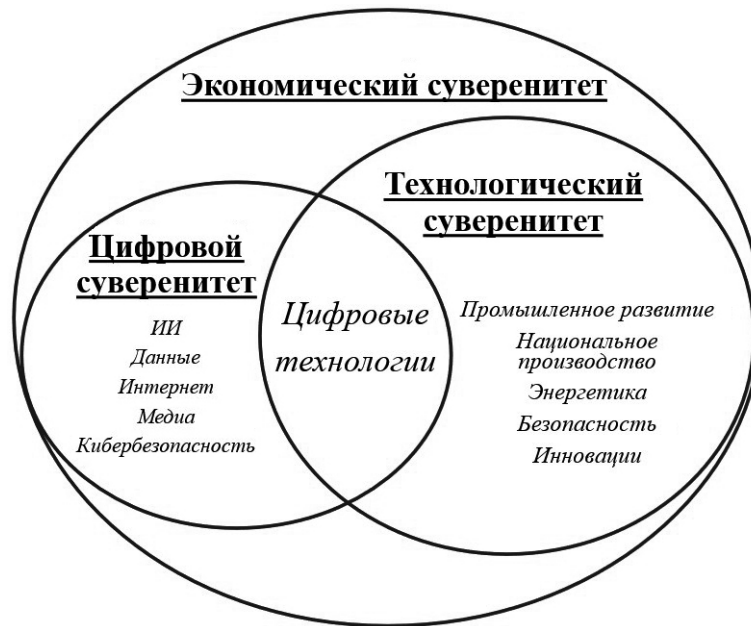 Экономический суверенитет
Технологический
суверенитет
Цифровой
суверенитет
ИИ
Данные
Интернет
Медиа
Кибербезопасность
Цифровые
технологии
Промышленное развитие
Национальное
производство
Энергетика
Безопасность
Инновации